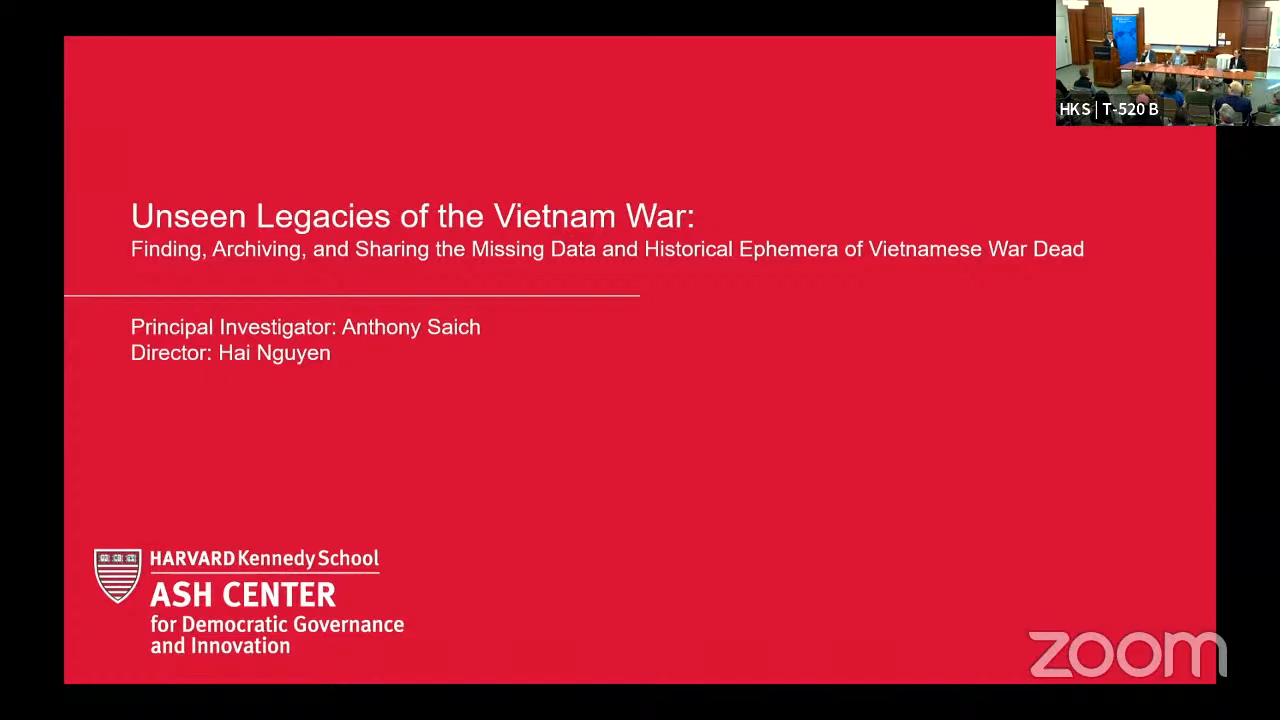 HKS | T-520 B
Unseen Legacies of the Vietnam War:
Finding, Archiving, and Sharing the Missing Data and Historical Ephemera of Vietnamese War Dead
Principal Investigator: Anthony Saich
Director: Hai Nguyen
HARVARD Kennedy School
ASH CENTER
for Democratic Governance
and Innovation
zoom